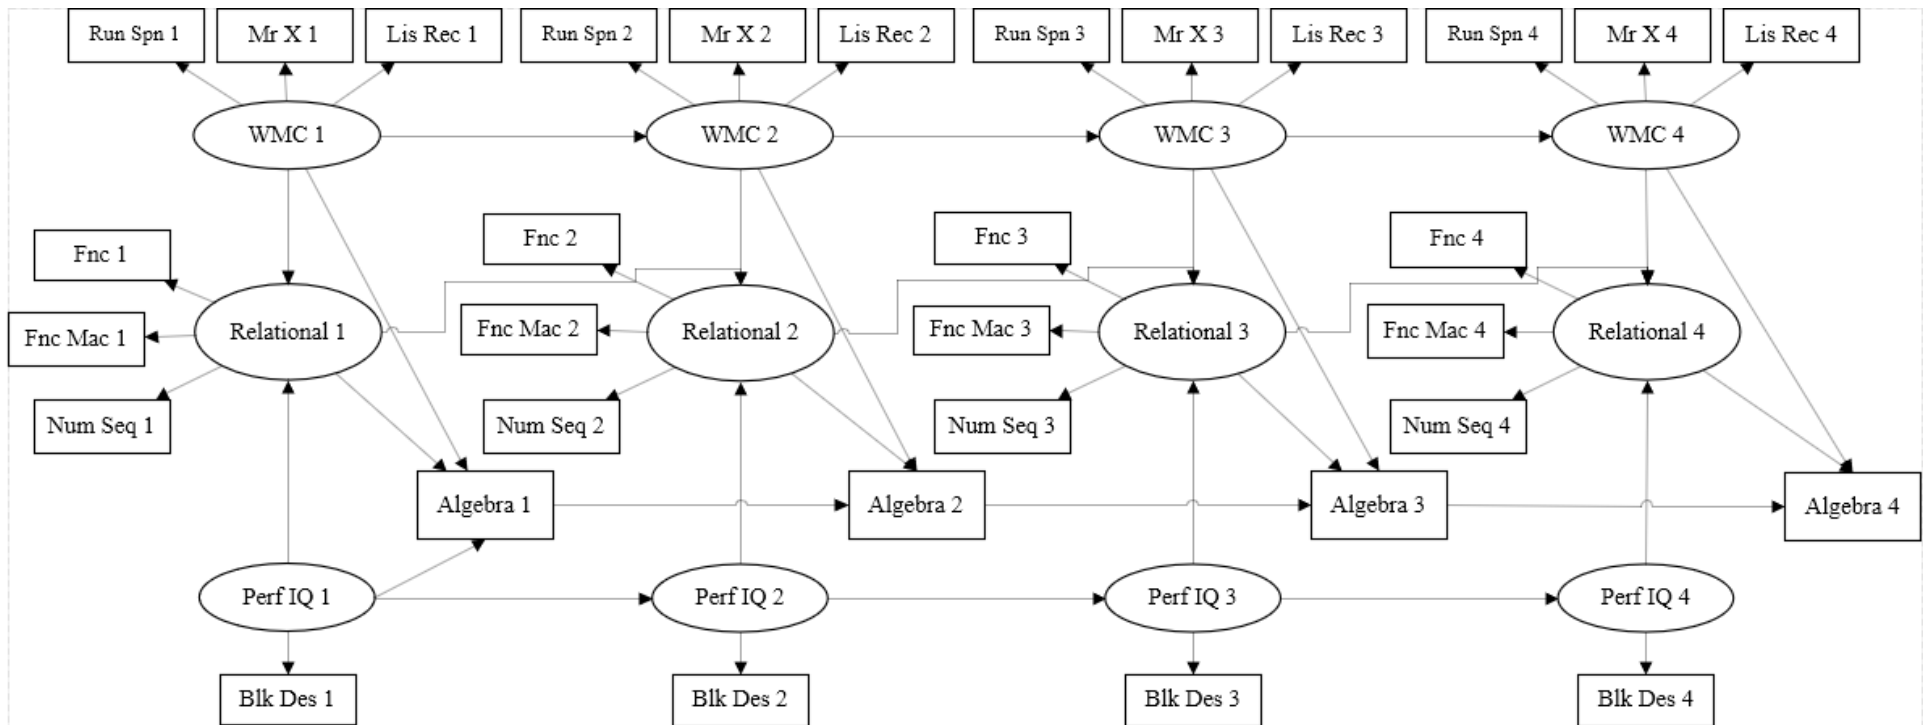 Run Spn 1
Mr X 1
Lis Rec 1
Run Spn 2
Mr X 2
Lis Rec 2
Run Spn 3
Mr X 3
Lis Rec 3
Run Spn 4
Mr X 4
Lis Rec 4
WMC 1
WMC 2
WMC 3
WMC 4
Fnc 1
Fnc 2
Fnc 3
Fnc 4
Fnc Mac 1
Relational 1
Fnc Mac 2
Relational 2
Fnc Mac 3
Relational 3
Fnc Mac 4
Relational 4
Num Seq 1
Num Seq 2
Num Seq 3
Num Seq 4
Algebra 1
Algebra 2
Algebra 3
Algebra 4
Perf IQ 1
Perf IQ 2
Perf IQ 3
Perf IQ 4
Blk Des 1
Blk Des 2
Blk Des 3
Blk Des 4